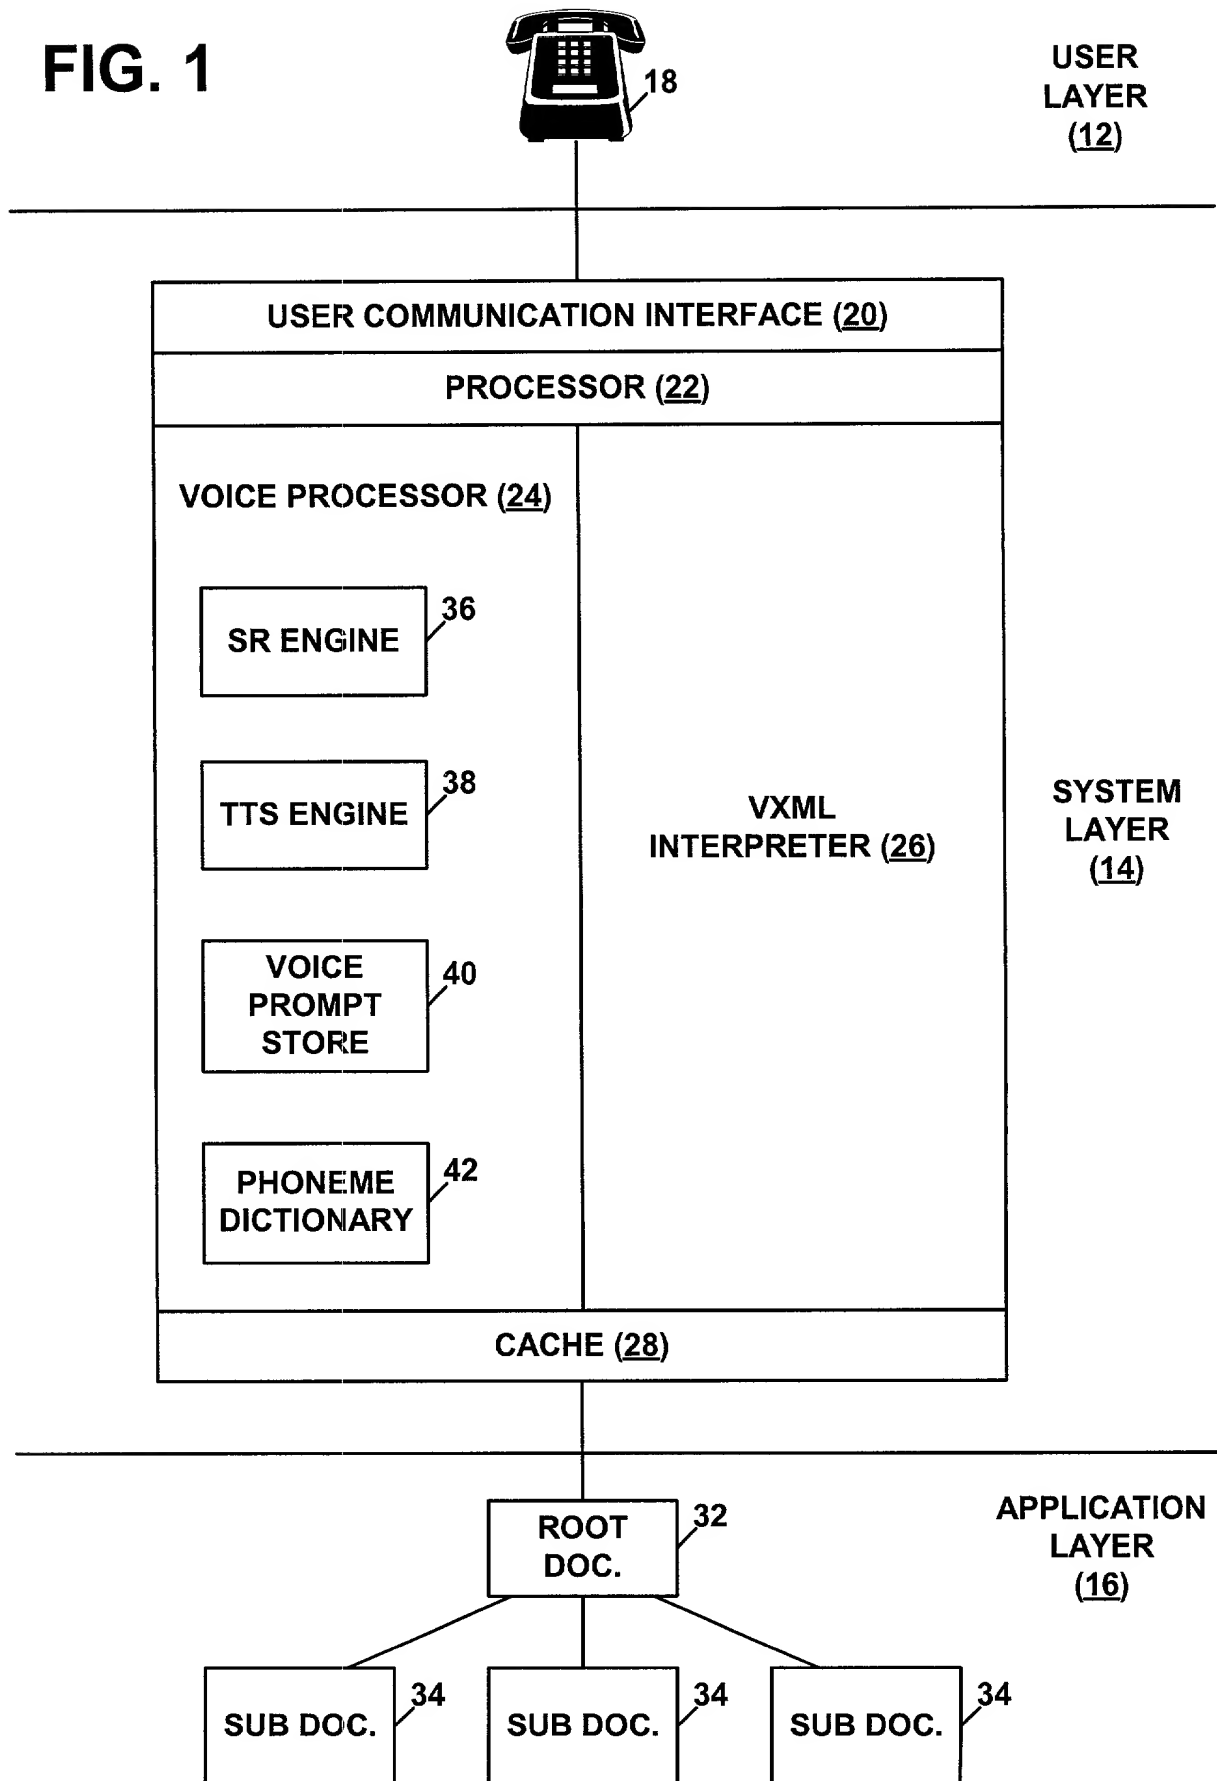 FIG. 1
18
USER
LAYER
(12)
USER COMMUNICATION INTERFACE (20)
PROCESSOR (22)
VOICE PROCESSOR (24)
SR ENGINE
36
TTS ENGINE
38
VOICE
PROMPT
STORE
40
PHONEME
DICTIONARY
42
VXML
INTERPRETER (26)
SYSTEM
LAYER
(14)
CACHE (28)
ROOT
DOC.
32
APPLICATION
LAYER
(16)
SUB DOC.
34
SUB DOC.
34
SUB DOC.
34